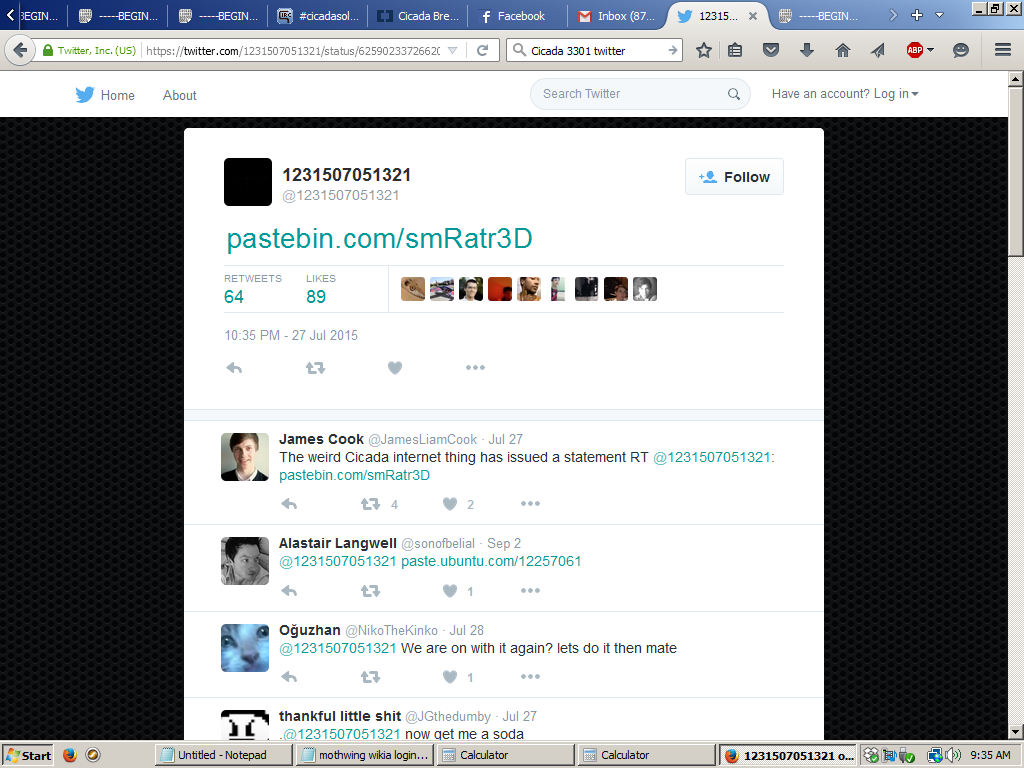 BEGIN...
-----BEGIN...
-----BEGIN...
#cicadasol...
Cicada Bre...
Facebook
Inbox (87...
12315...
-----BEGIN...
Twitter, Inc. (US)
https://twitter.com/1231507051321/status/62590233726620
Cicada 3301 twitter
ABP
Home
About
Search Twitter
Have an account? Log in
1231507051321
@1231507051321
Follow
pastebin.com/smRatr3D
RETWEETS
64
LIKES
89
10:35 PM - 27 Jul 2015
James Cook @JamesLiamCook · Jul 27
The weird Cicada internet thing has issued a statement RT @1231507051321:
pastebin.com/smRatr3D
4
2
Alastair Langwell @sonofbelial · Sep 2
@1231507051321 paste.ubuntu.com/12257061
1
Oğuzhan @NikoTheKinko · Jul 28
@1231507051321 We are on with it again? lets do it then mate
1
thankful little shit @JGthedumby · Jul 27
.@1231507051321 now get me a soda
Start
Untitled - Notepad
mothwing wikia login...
Calculator
Calculator
1231507051321 o...
9:35 AM